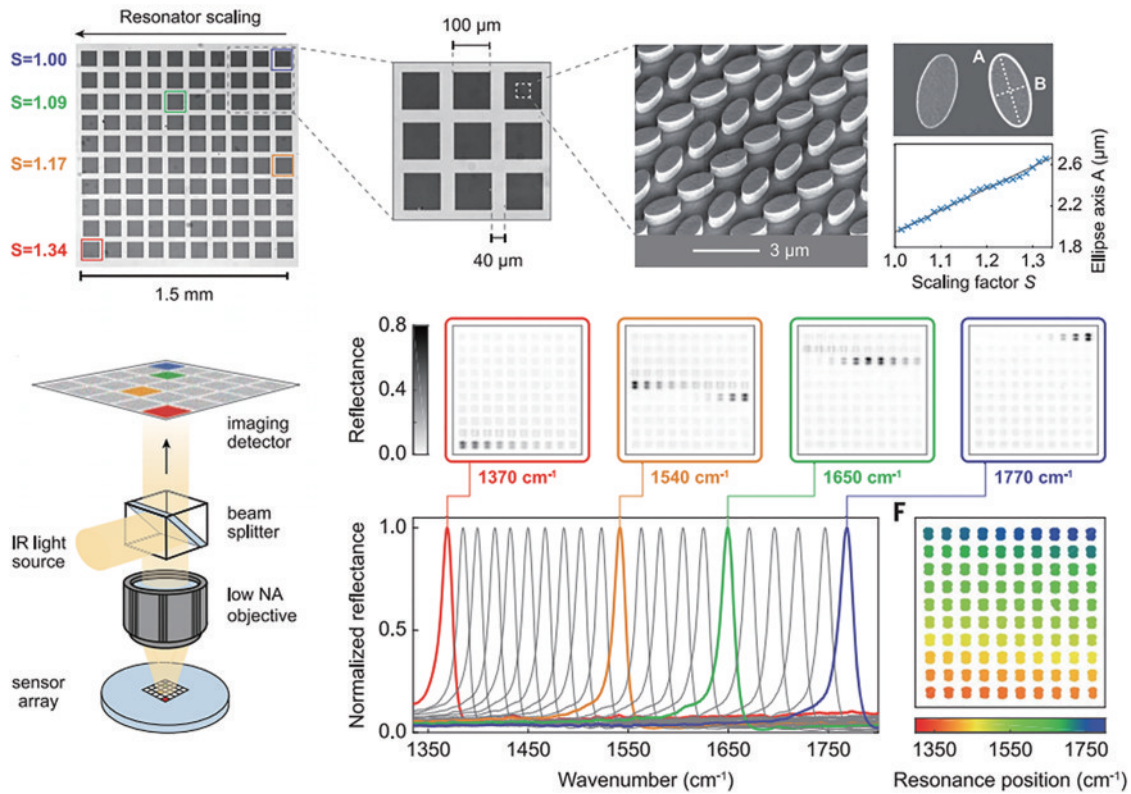 Resonator scaling
S=1.00
S=1.09
S=1.17
S=1.34
1.5 mm
100 µm
40 µm
3 µm
A
B
2.6
2.2
1.8
Ellipse axis A (µm)
1.0 1.1 1.2 1.3
Scaling factor S
imaging
detector
beam
splitter
IR light
source
low NA
objective
sensor
array
0.8
0.4
0.0
Reflectance
1370 cm⁻¹
1540 cm⁻¹
1650 cm⁻¹
1770 cm⁻¹
1.0
0.5
0.0
Normalized reflectance
1350 1450 1550 1650 1750
Wavenumber (cm⁻¹)
F
1350 1550 1750
Resonance position (cm⁻¹)